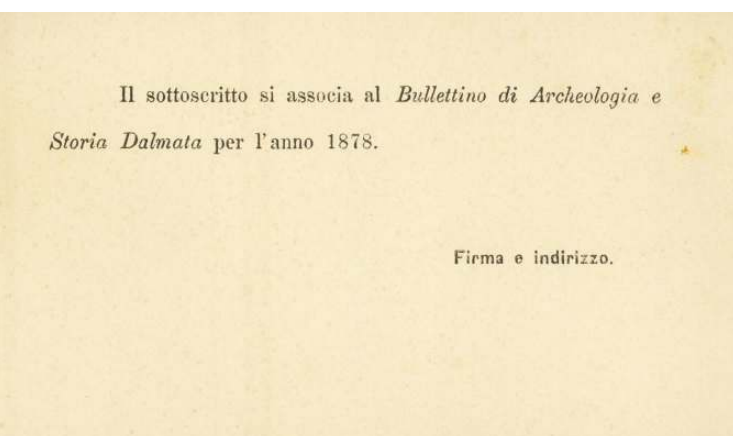 Il sottoscritto si associa al Bullettino di Archeologia e
Storia Dalmata per l'anno 1878.
Firma e indirizzo.